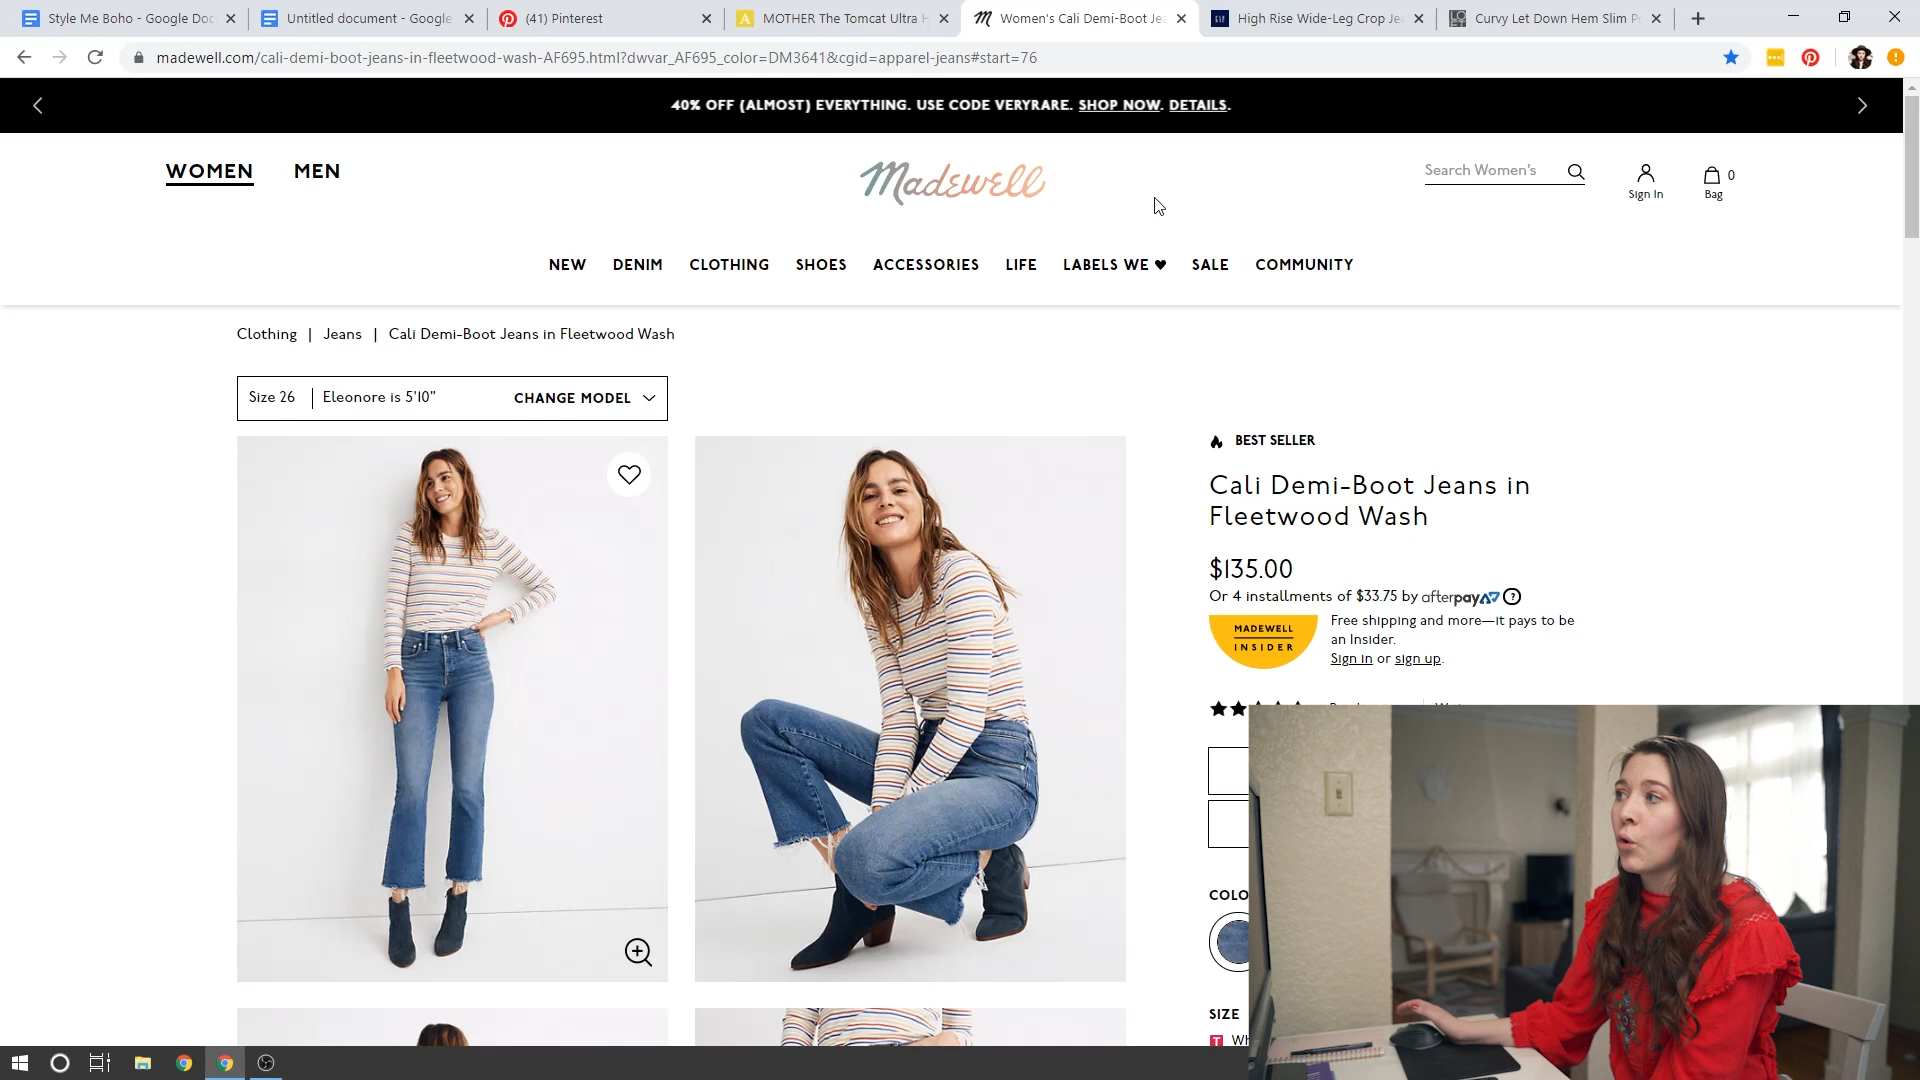 Style Me Boho - Google Doc
Untitled document - Google
(41) Pinterest
MOTHER The Tomcat Ultra H
Women's Cali Demi-Boot Je
High Rise Wide-Leg Crop Je
GAP
Curvy Let Down Hem Slim P
madewell.com/cali-demi-boot-jeans-in-fleetwood-wash-AF695.html?dwvar_AF695_color=DM3641&cgid=apparel-jeans#start=76
40% OFF (ALMOST) EVERYTHING. USE CODE VERYRARE. SHOP NOW. DETAILS.
WOMEN MEN
Madewell
Search Women's
Sign In
0
Bag
NEW DENIM CLOTHING SHOES ACCESSORIES LIFE LABELS WE ♥ SALE COMMUNITY
Clothing | Jeans | Cali Demi-Boot Jeans in Fleetwood Wash
Size 26 | Eleonore is 5'10" CHANGE MODEL
BEST SELLER
Cali Demi-Boot Jeans in
Fleetwood Wash
$135.00
Or 4 installments of $33.75 by afterpay
MADEWELL
INSIDER
Free shipping and more—it pays to be
an Insider.
Sign in or sign up.
COLO
SIZE
T Wh